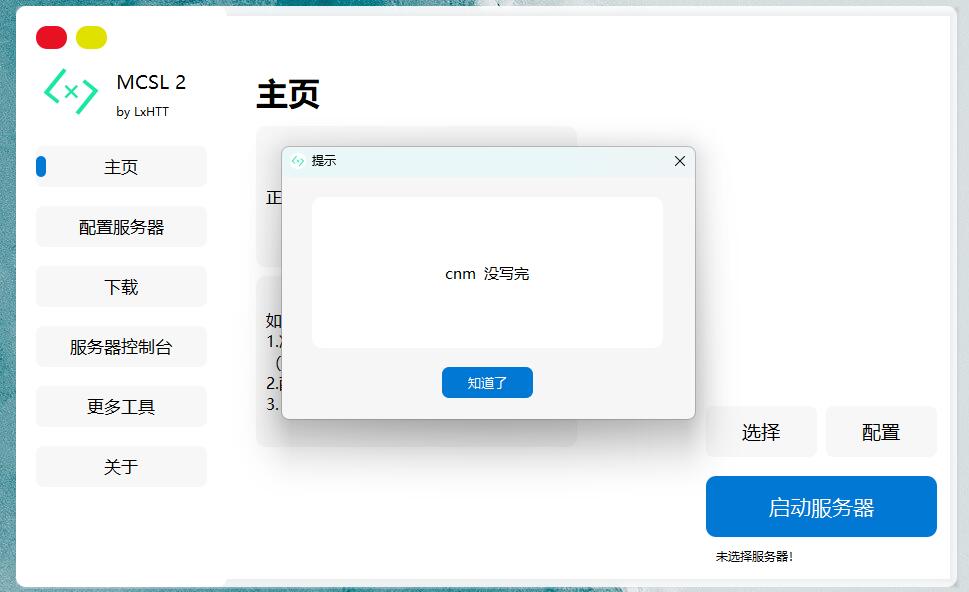 MCSL 2
by LxHTT
主页
配置服务器
下载
服务器控制台
更多工具
关于
主页
正
如
1.
（
2.
3.
提示
cnm 没写完
知道了
选择
配置
启动服务器
未选择服务器!